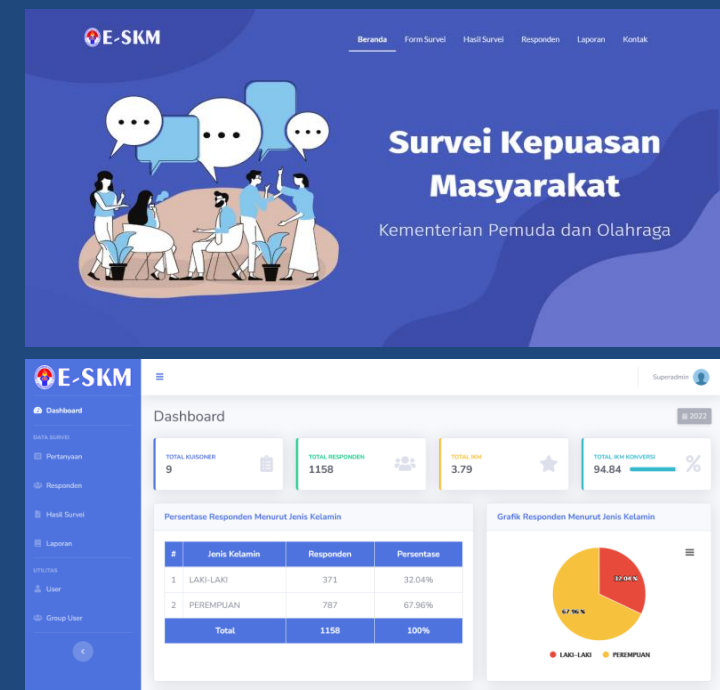 E-SKM
Beranda Form Survei Hasil Survei Responden Laporan Kontak
Survei Kepuasan
Masyarakat
Kementerian Pemuda dan Olahraga
E-SKM
Superadmin
Dashboard
DATA SURVEI
Pertanyaan
Responden
Hasil Survei
Laporan
UTILITAS
User
Group User
Dashboard
2022
TOTAL KUISONER
9
TOTAL RESPONDEN
1158
TOTAL IKM
3.79
TOTAL IKM KONVERSI
94.84
Persentase Responden Menurut Jenis Kelamin
# Jenis Kelamin Responden Persentase
1 LAKI-LAKI 371 32.04%
2 PEREMPUAN 787 67.96%
Total 1158 100%
Grafik Responden Menurut Jenis Kelamin
32.04 %
67.96 %
LAKI-LAKI PEREMPUAN